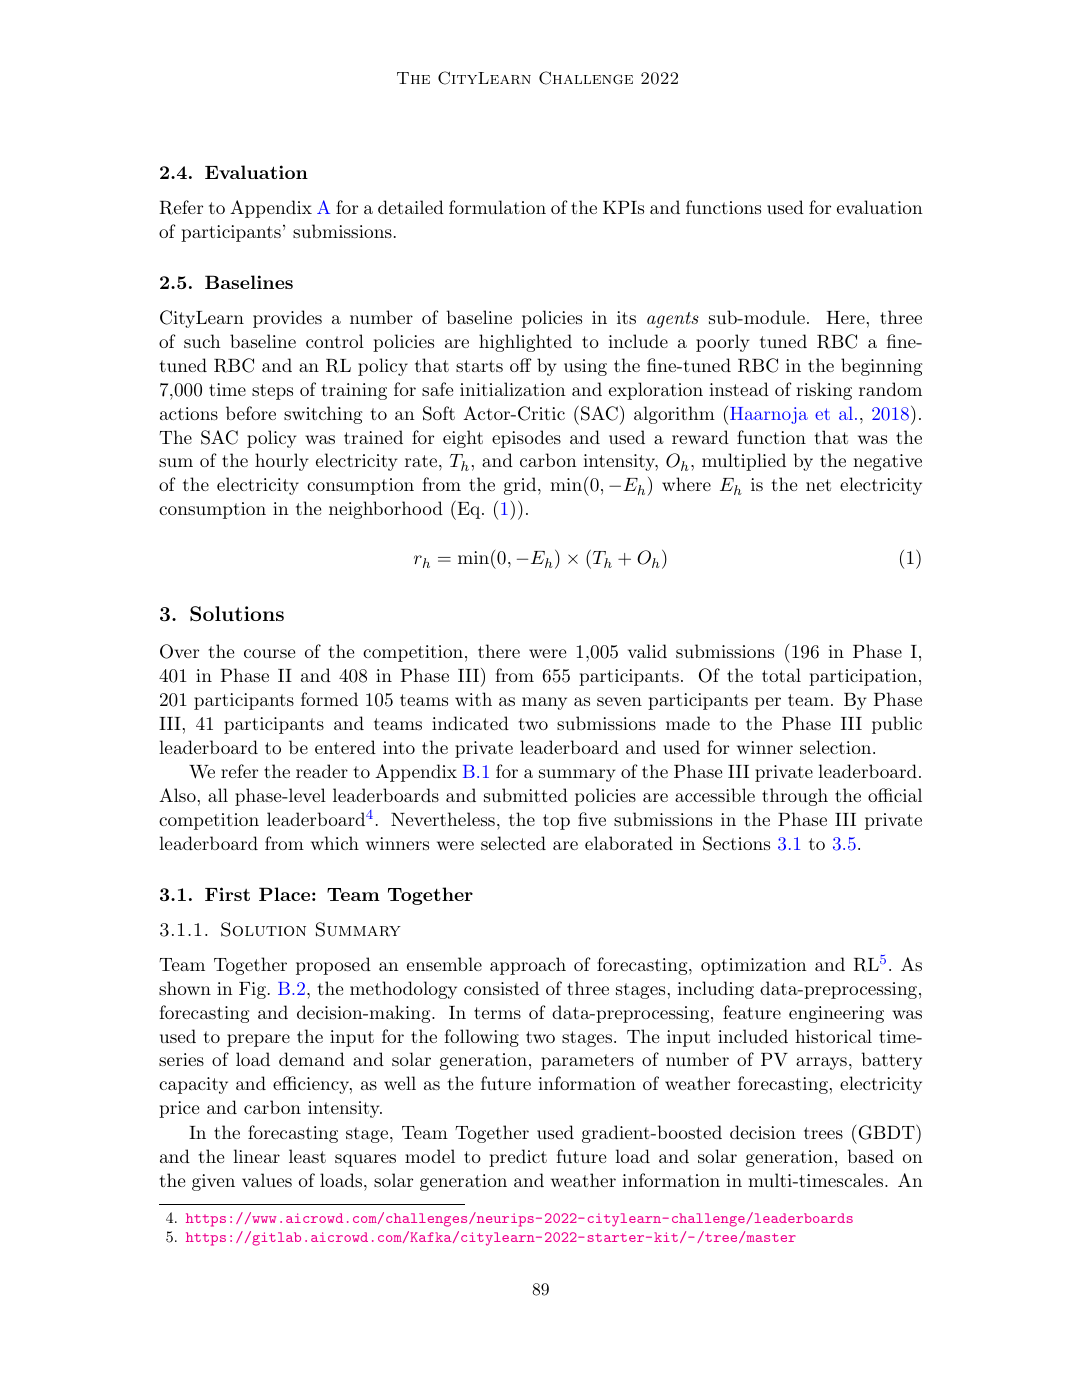 The CityLearn Challenge 2022
2.4. Evaluation
Refer to Appendix A for a detailed formulation of the KPIs and functions used for evaluation
of participants' submissions.
2.5. Baselines
CityLearn provides a number of baseline policies in its agents sub-module. Here, three
of such baseline control policies are highlighted to include a poorly tuned RBC a fine-
tuned RBC and an RL policy that starts off by using the fine-tuned RBC in the beginning
7,000 time steps of training for safe initialization and exploration instead of risking random
actions before switching to an Soft Actor-Critic (SAC) algorithm (Haarnoja et al., 2018).
The SAC policy was trained for eight episodes and used a reward function that was the
sum of the hourly electricity rate, T_h, and carbon intensity, O_h, multiplied by the negative
of the electricity consumption from the grid, min(0, −E_h) where E_h is the net electricity
consumption in the neighborhood (Eq. (1)).
r_h = min(0, −E_h) × (T_h + O_h) (1)
3. Solutions
Over the course of the competition, there were 1,005 valid submissions (196 in Phase I,
401 in Phase II and 408 in Phase III) from 655 participants. Of the total participation,
201 participants formed 105 teams with as many as seven participants per team. By Phase
III, 41 participants and teams indicated two submissions made to the Phase III public
leaderboard to be entered into the private leaderboard and used for winner selection.
We refer the reader to Appendix B.1 for a summary of the Phase III private leaderboard.
Also, all phase-level leaderboards and submitted policies are accessible through the official
competition leaderboard4. Nevertheless, the top five submissions in the Phase III private
leaderboard from which winners were selected are elaborated in Sections 3.1 to 3.5.
3.1. First Place: Team Together
3.1.1. Solution Summary
Team Together proposed an ensemble approach of forecasting, optimization and RL5. As
shown in Fig. B.2, the methodology consisted of three stages, including data-preprocessing,
forecasting and decision-making. In terms of data-preprocessing, feature engineering was
used to prepare the input for the following two stages. The input included historical time-
series of load demand and solar generation, parameters of number of PV arrays, battery
capacity and efficiency, as well as the future information of weather forecasting, electricity
price and carbon intensity.
In the forecasting stage, Team Together used gradient-boosted decision trees (GBDT)
and the linear least squares model to predict future load and solar generation, based on
the given values of loads, solar generation and weather information in multi-timescales. An
4. https://www.aicrowd.com/challenges/neurips-2022-citylearn-challenge/leaderboards
5. https://gitlab.aicrowd.com/Kafka/citylearn-2022-starter-kit/-/tree/master
89